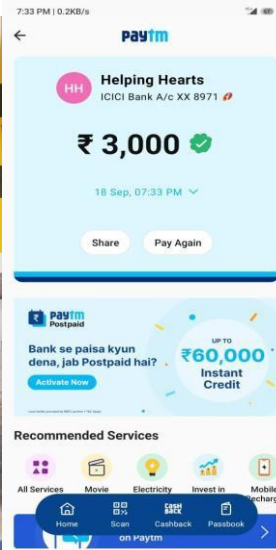 7:33 PM | 0.2KB/s
paytm
HH
Helping Hearts
ICICI Bank A/c XX 8971
₹ 3,000
18 Sep, 07:33 PM
Share
Pay Again
paytm
Postpaid
Bank se paisa kyun
dena, jab Postpaid hai?
Activate Now
UP TO
₹60,000
Instant
Credit
Recommended Services
All Services
Movie
Electricity
Invest in
Mobile
Recharg
Home
Scan
CASH BACK
Cashback
Passbook
on Paytm